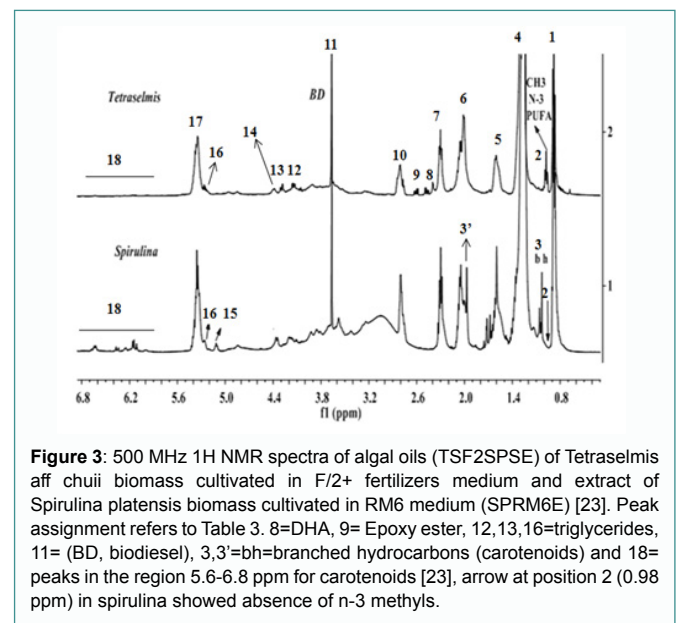 11
4
1
Tetraselmis
BD
CH3
N-3
PUFA
6
17
14
7
2
16
5
2
18
13 12
10
9
8
Spirulina
3'
3
b h
1
18
16
15
2
6.8 6.2 5.6 5.0 4.4 3.8 3.2 2.6 2.0 1.4 0.8
f1 (ppm)
Figure 3: 500 MHz 1H NMR spectra of algal oils (TSF2SPSE) of Tetraselmis
aff chuii biomass cultivated in F/2+ fertilizers medium and extract of
Spirulina platensis biomass cultivated in RM6 medium (SPRM6E) [23]. Peak
assignment refers to Table 3. 8=DHA, 9= Epoxy ester, 12,13,16=triglycerides,
11= (BD, biodiesel), 3,3'=bh=branched hydrocarbons (carotenoids) and 18=
peaks in the region 5.6-6.8 ppm for carotenoids [23], arrow at position 2 (0.98
ppm) in spirulina showed absence of n-3 methyls.